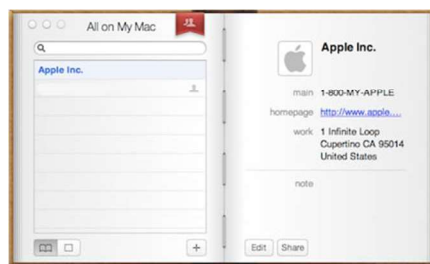 All on My Mac
Apple Inc.
Apple Inc.
main 1-800-MY-APPLE
homepage http://www.apple....
work 1 Infinite Loop
Cupertino CA 95014
United States
note
Edit Share